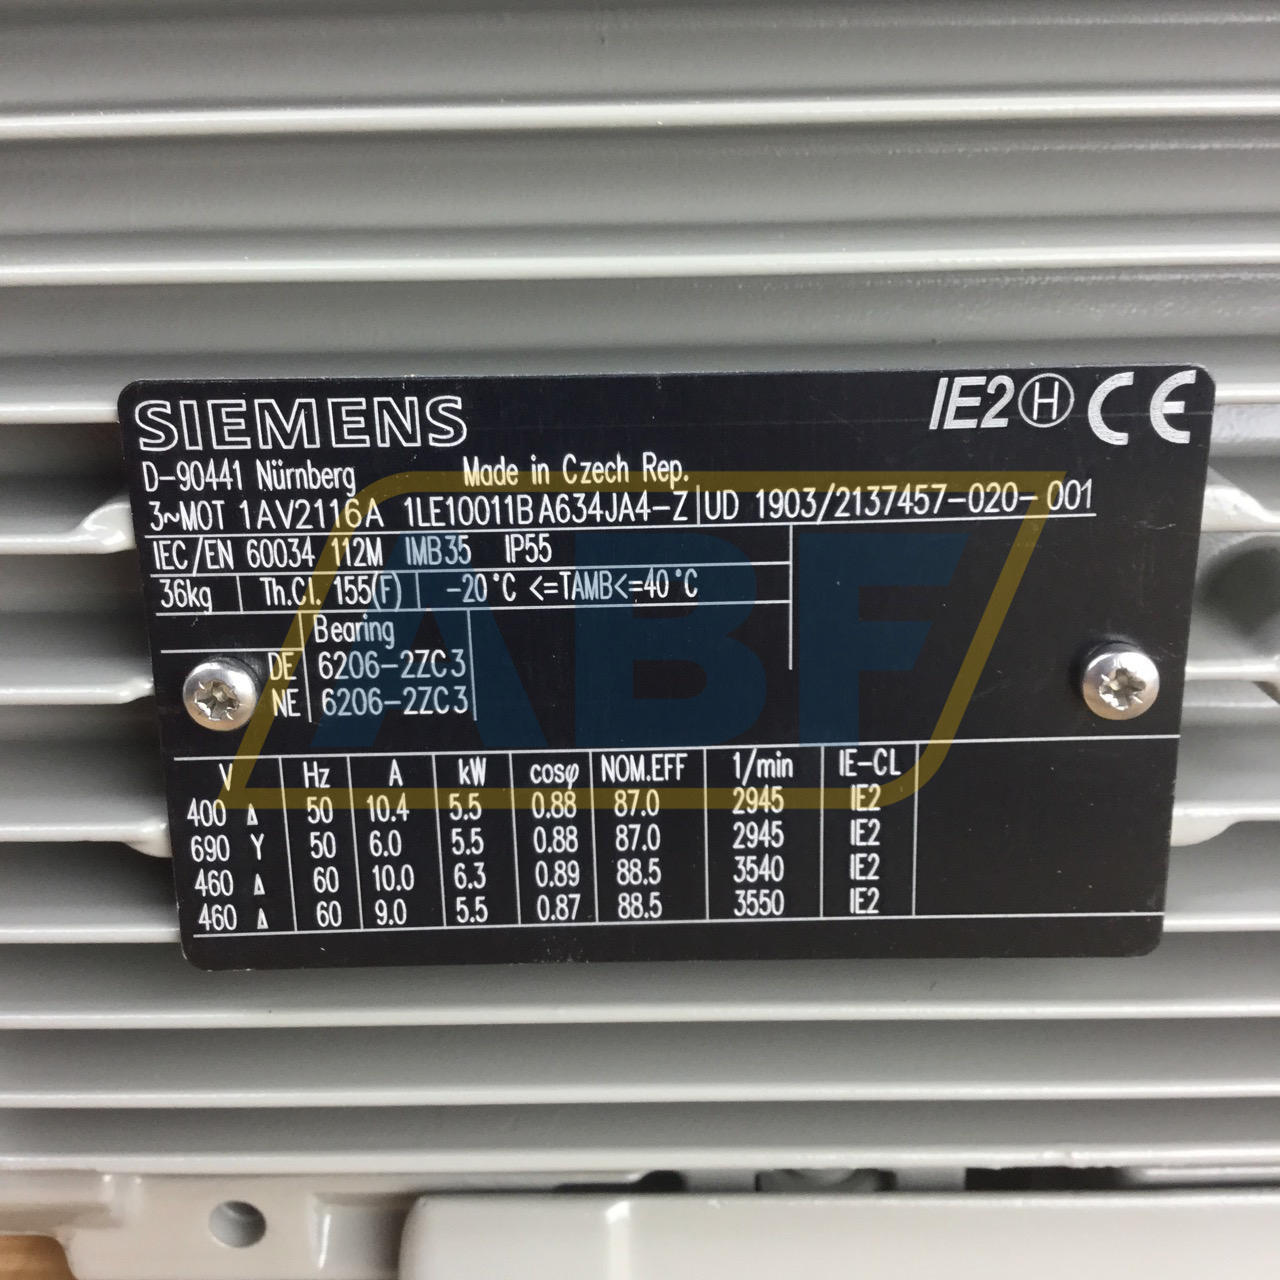 SIEMENS IE2 H CE
D-90441 Nürnberg Made in Czech Rep.
3~MOT 1AV2116A 1LE10011BA634JA4-Z UD 1903/2137457-020-001
IEC/EN 60034 112M IMB35 IP55
36kg Th.Cl. 155(F) -20°C <=TAMB<=40°C
Bearing
DE 6206-2ZC3
NE 6206-2ZC3
V Hz A kW cosφ NOM.EFF 1/min IE-CL
400 Δ 50 10.4 5.5 0.88 87.0 2945 IE2
690 Y 50 6.0 5.5 0.88 87.0 2945 IE2
460 Δ 60 10.0 6.3 0.89 88.5 3540 IE2
460 Δ 60 9.0 5.5 0.87 88.5 3550 IE2
ABF